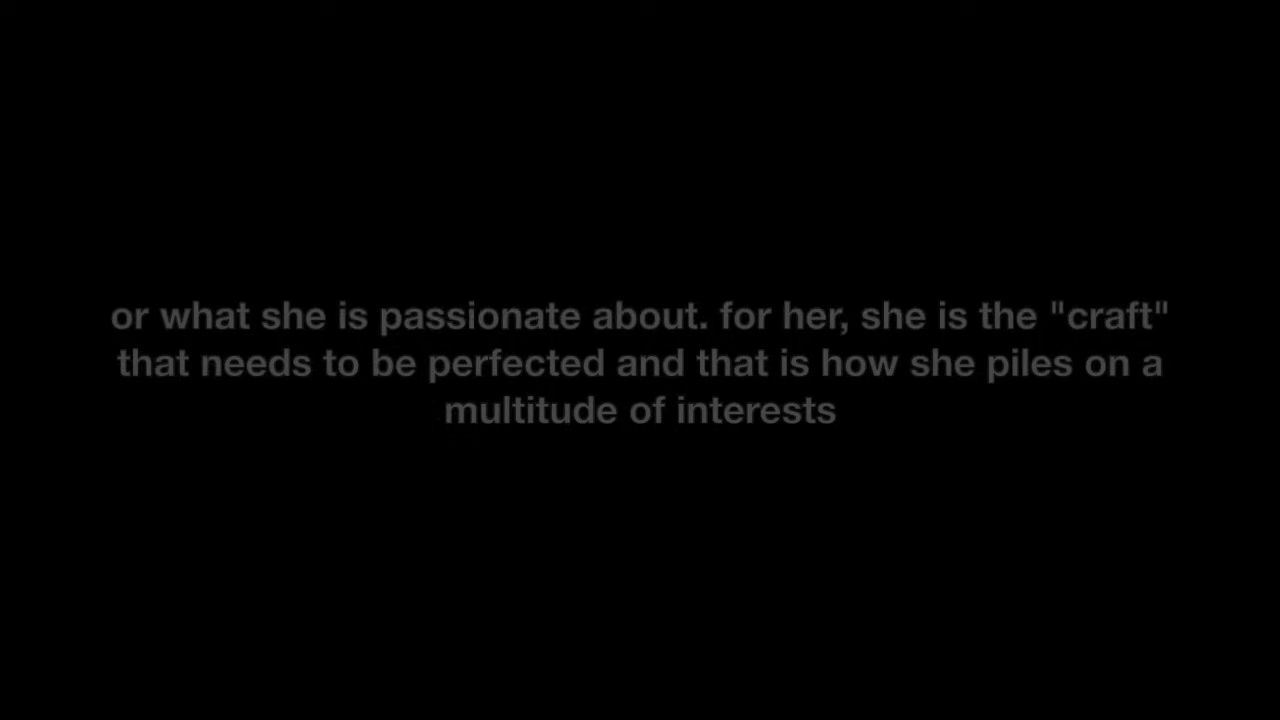 or what she is passionate about. for her, she is the "craft"
that needs to be perfected and that is how she piles on a
multitude of interests